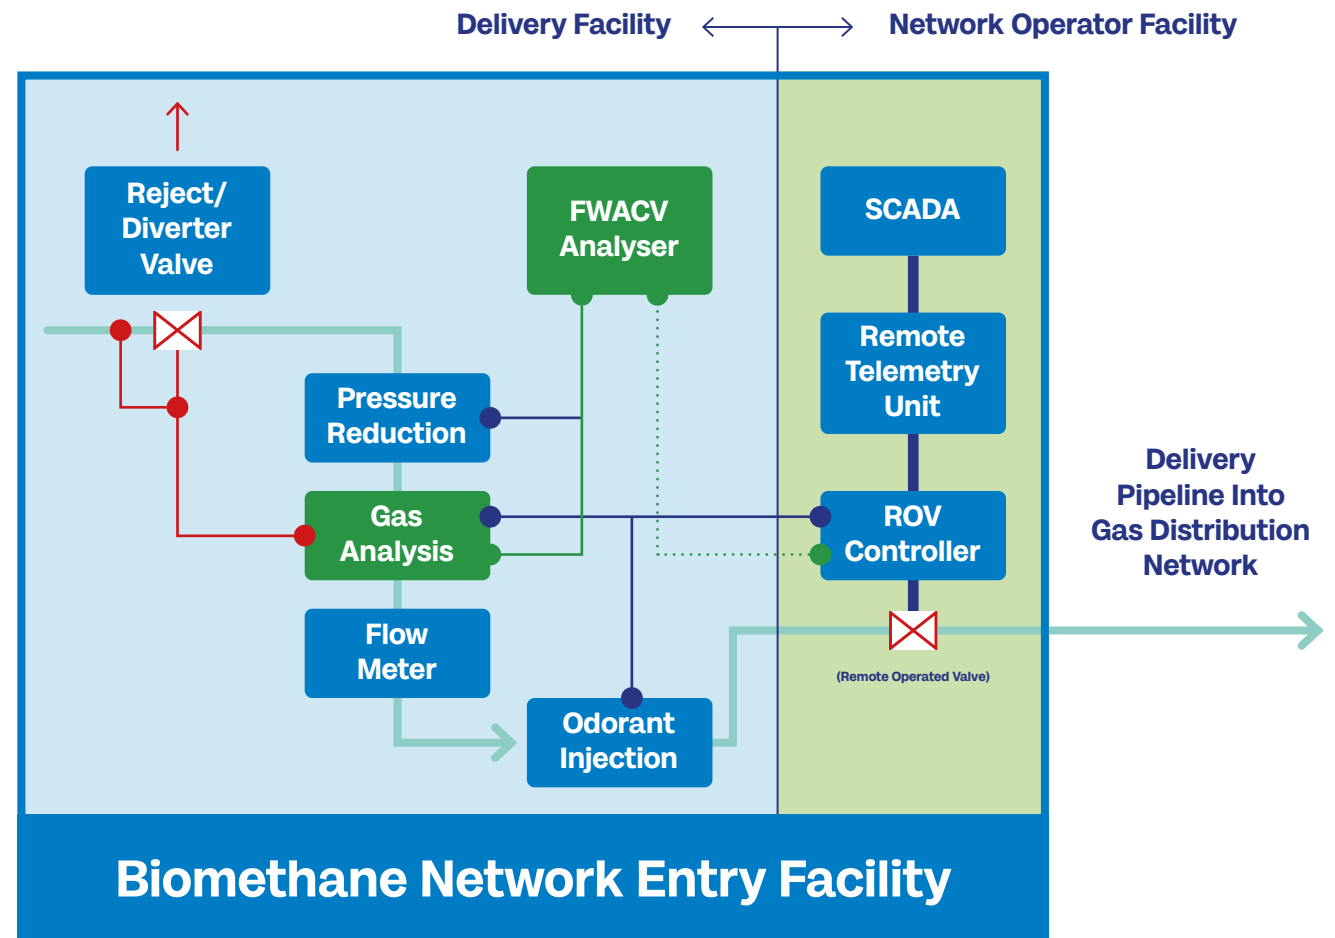 Delivery Facility
Network Operator Facility
Reject/
Diverter
Valve
FWACV
Analyser
SCADA
Remote
Telemetry
Unit
Pressure
Reduction
Gas
Analysis
ROV
Controller
Flow
Meter
(Remote Operated Valve)
Odorant
Injection
Delivery
Pipeline Into
Gas Distribution
Network
Biomethane Network Entry Facility